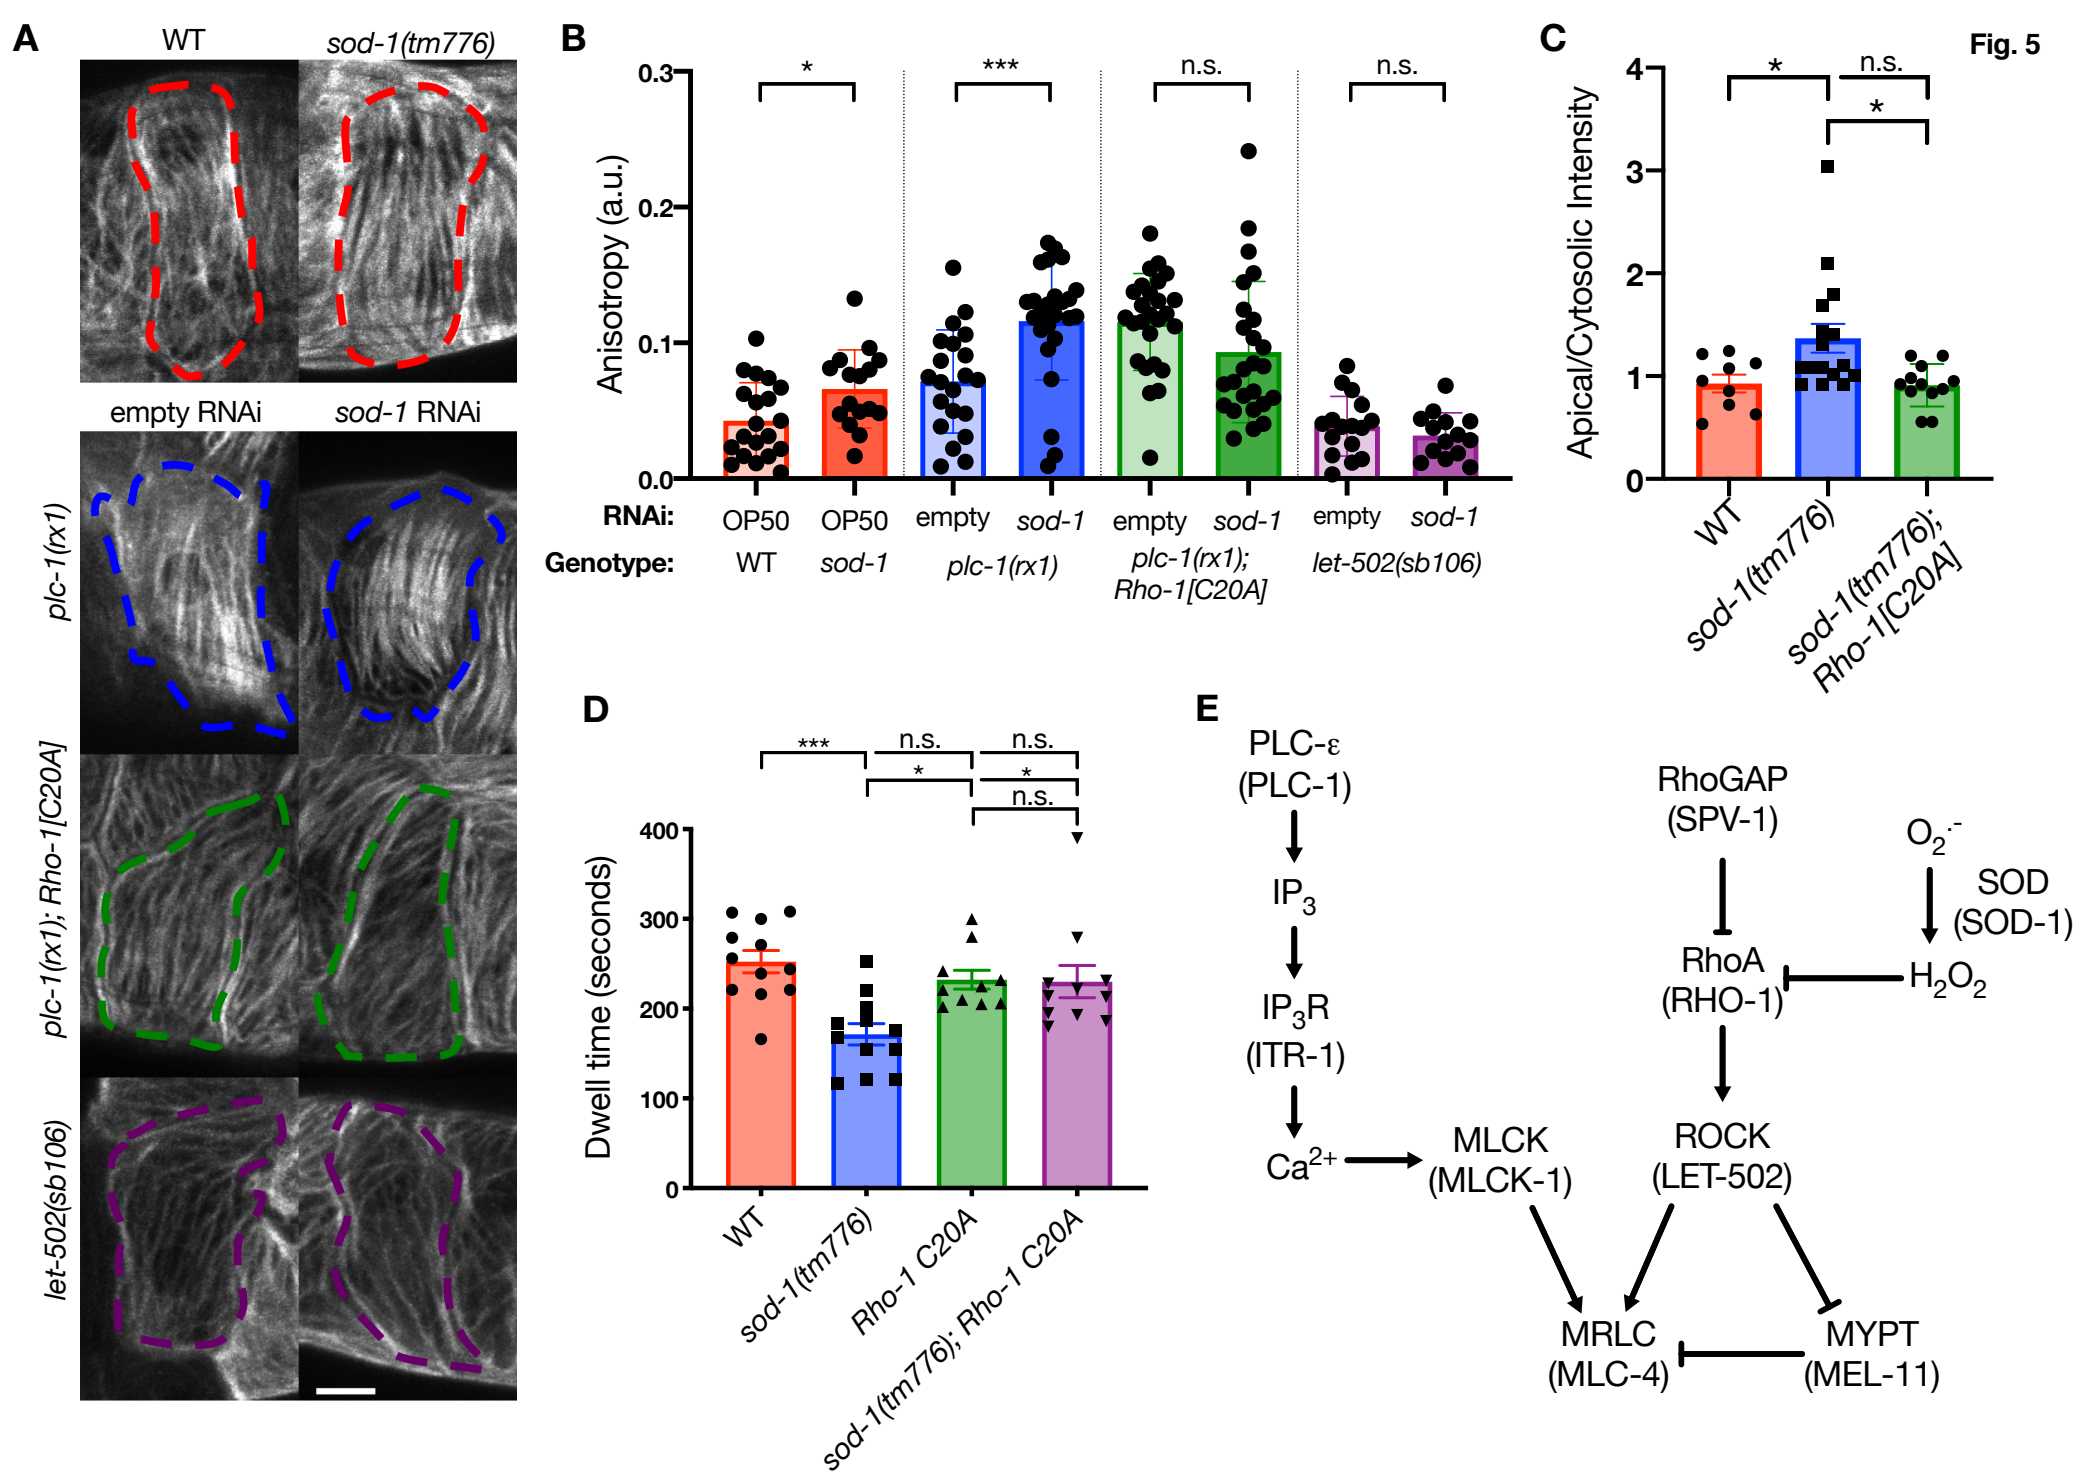 Fig. 5
A
WT
sod-1(tm776)
empty RNAi
sod-1 RNAi
plc-1(rx1)
plc-1(rx1); Rho-1[C20A]
let-502(sb106)
B
Anisotropy (a.u.)
0.3
0.2
0.1
0.0
*
***
n.s.
n.s.
RNAi:
OP50
OP50
empty
sod-1
empty
sod-1
empty
sod-1
Genotype:
WT
sod-1
plc-1(rx1)
plc-1(rx1);
Rho-1[C20A]
let-502(sb106)
C
Apical/Cytosolic Intensity
4
3
2
1
0
*
n.s.
*
WT
sod-1(tm776)
sod-1(tm776);
Rho-1[C20A]
D
Dwell time (seconds)
400
300
200
100
0
***
n.s.
n.s.
*
*
n.s.
WT
sod-1(tm776)
Rho-1 C20A
sod-1(tm776); Rho-1 C20A
E
PLC-ε
(PLC-1)
IP3
IP3R
(ITR-1)
Ca2+
MLCK
(MLCK-1)
RhoGAP
(SPV-1)
O2.-
SOD
(SOD-1)
H2O2
RhoA
(RHO-1)
ROCK
(LET-502)
MRLC
(MLC-4)
MYPT
(MEL-11)